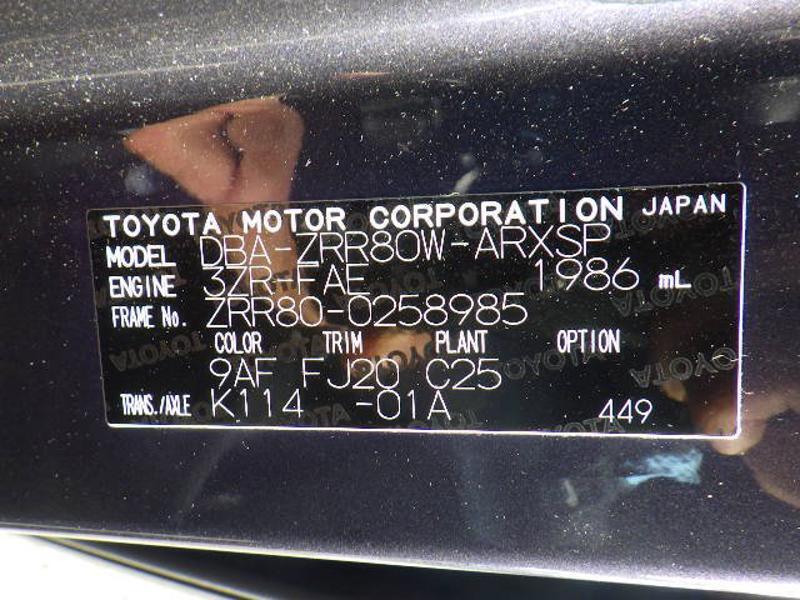 TOYOTA MOTOR CORPORATION JAPAN
MODEL DBA-ZRR80W-ARXSP
ENGINE 3ZR-FAE 1986 mL
FRAME No. ZRR80-0258985
COLOR TRIM PLANT OPTION
9AF FJ20 C25
TRANS./AXLE K114 -01A 449